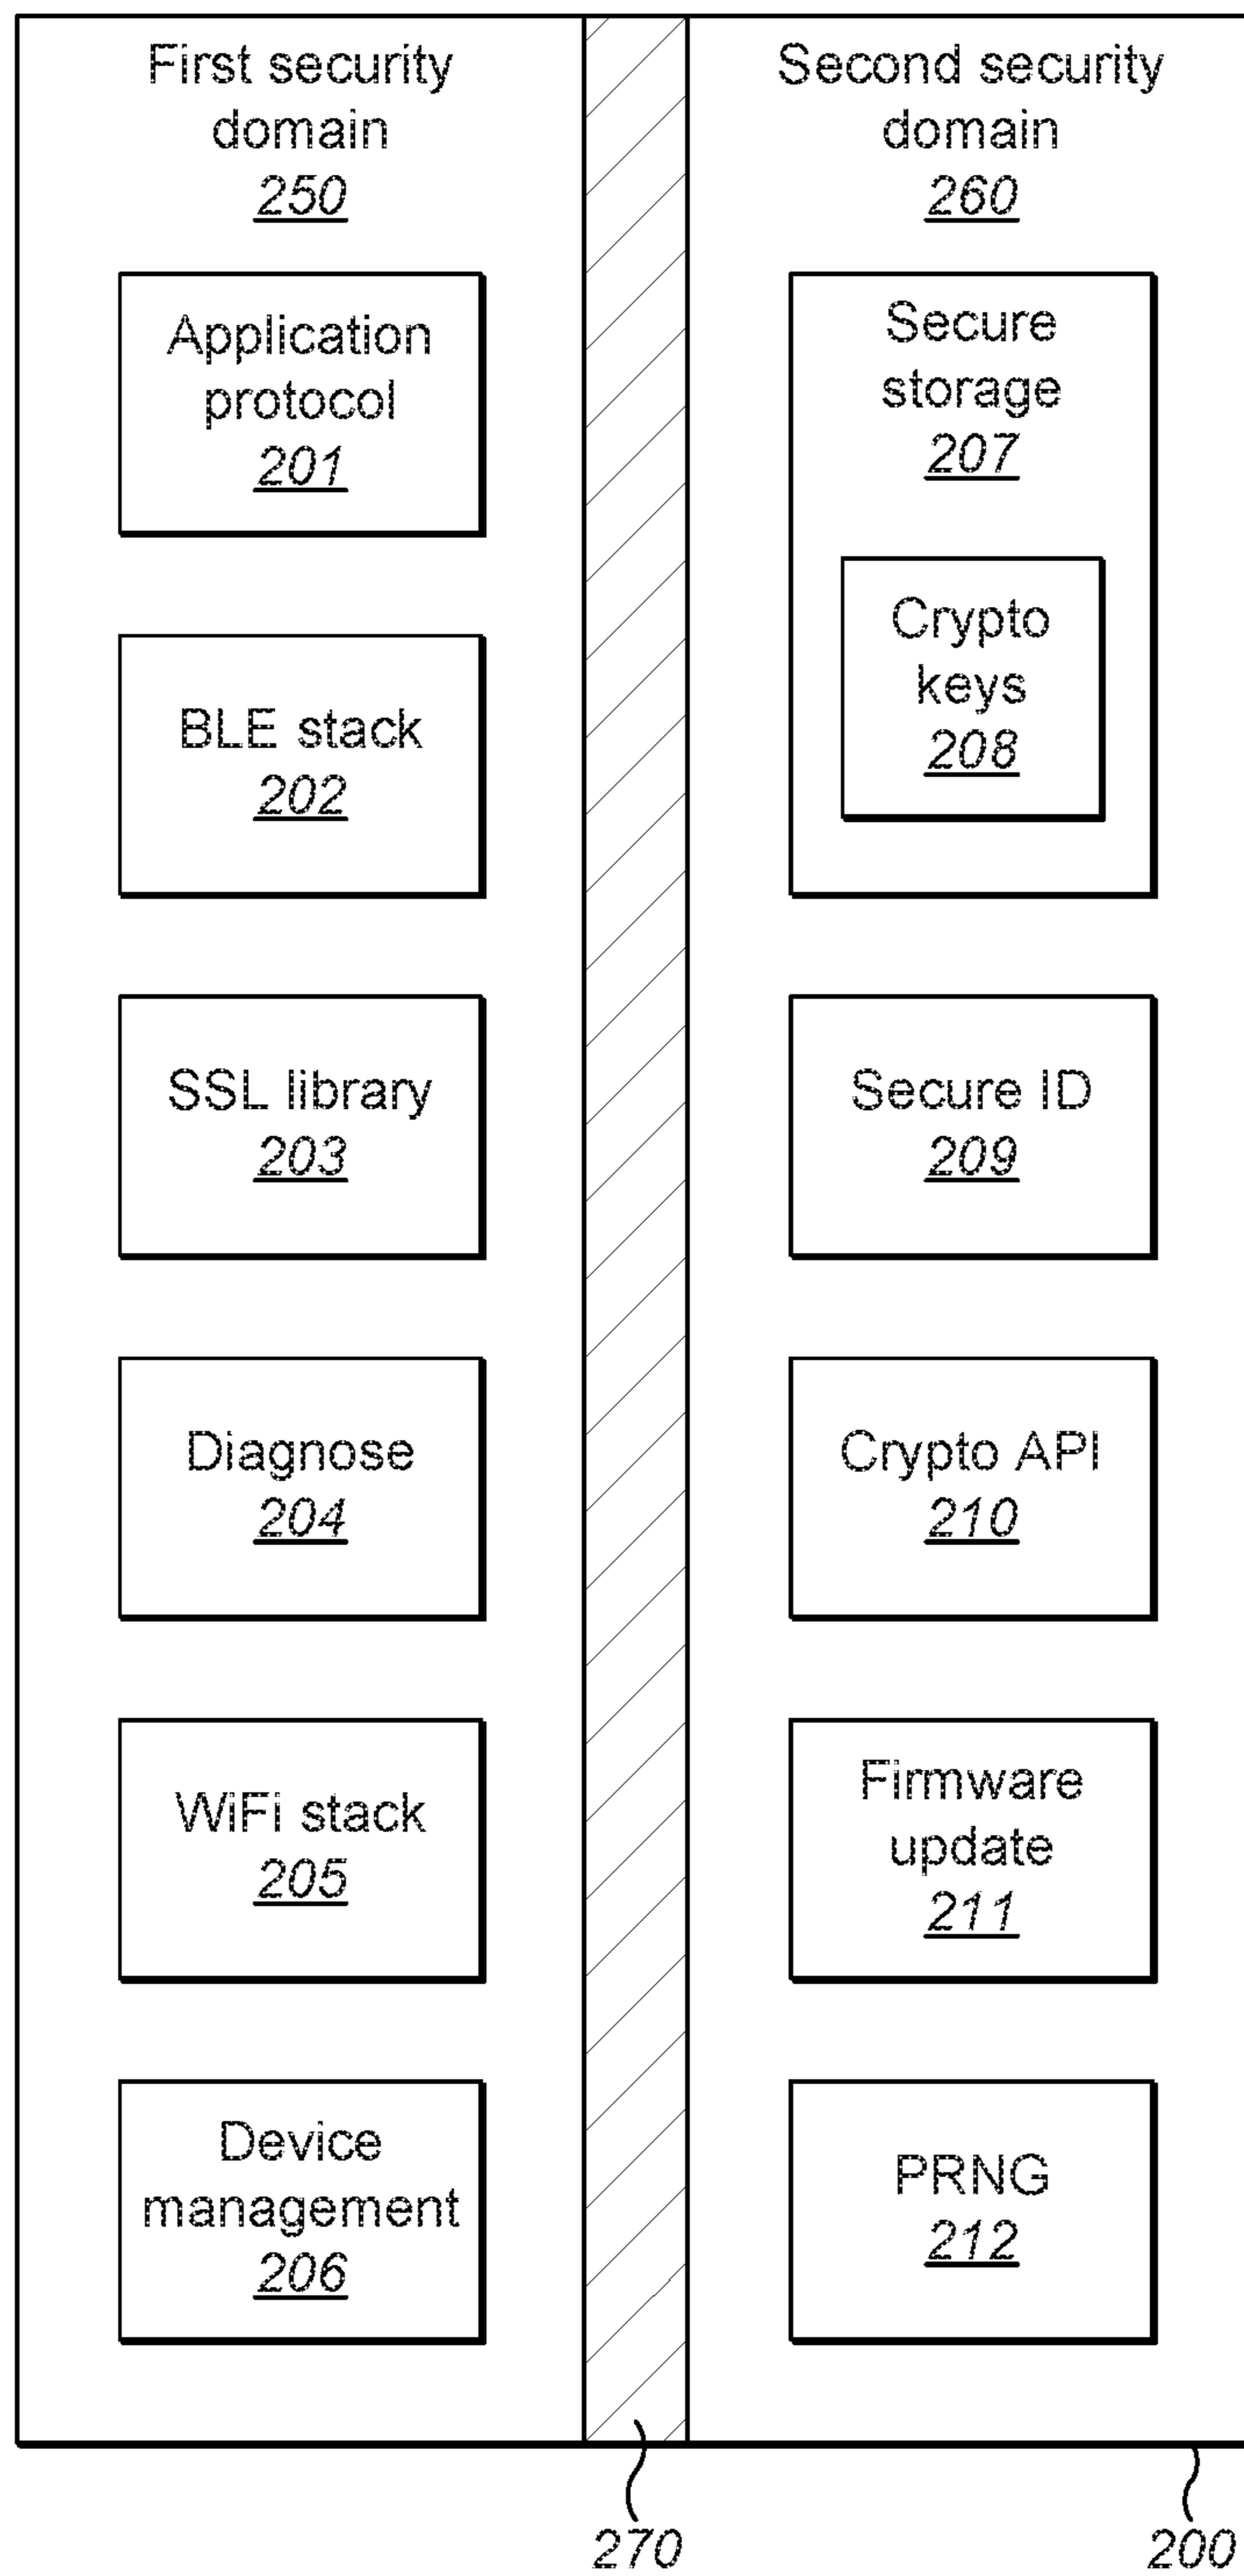 First security
domain
250
Application
protocol
201
BLE stack
202
SSL library
203
Diagnose
204
WiFi stack
205
Device
management
206
Second security
domain
260
Secure
storage
207
Crypto
keys
208
Secure ID
209
Crypto API
210
Firmware
update
211
PRNG
212
270
200